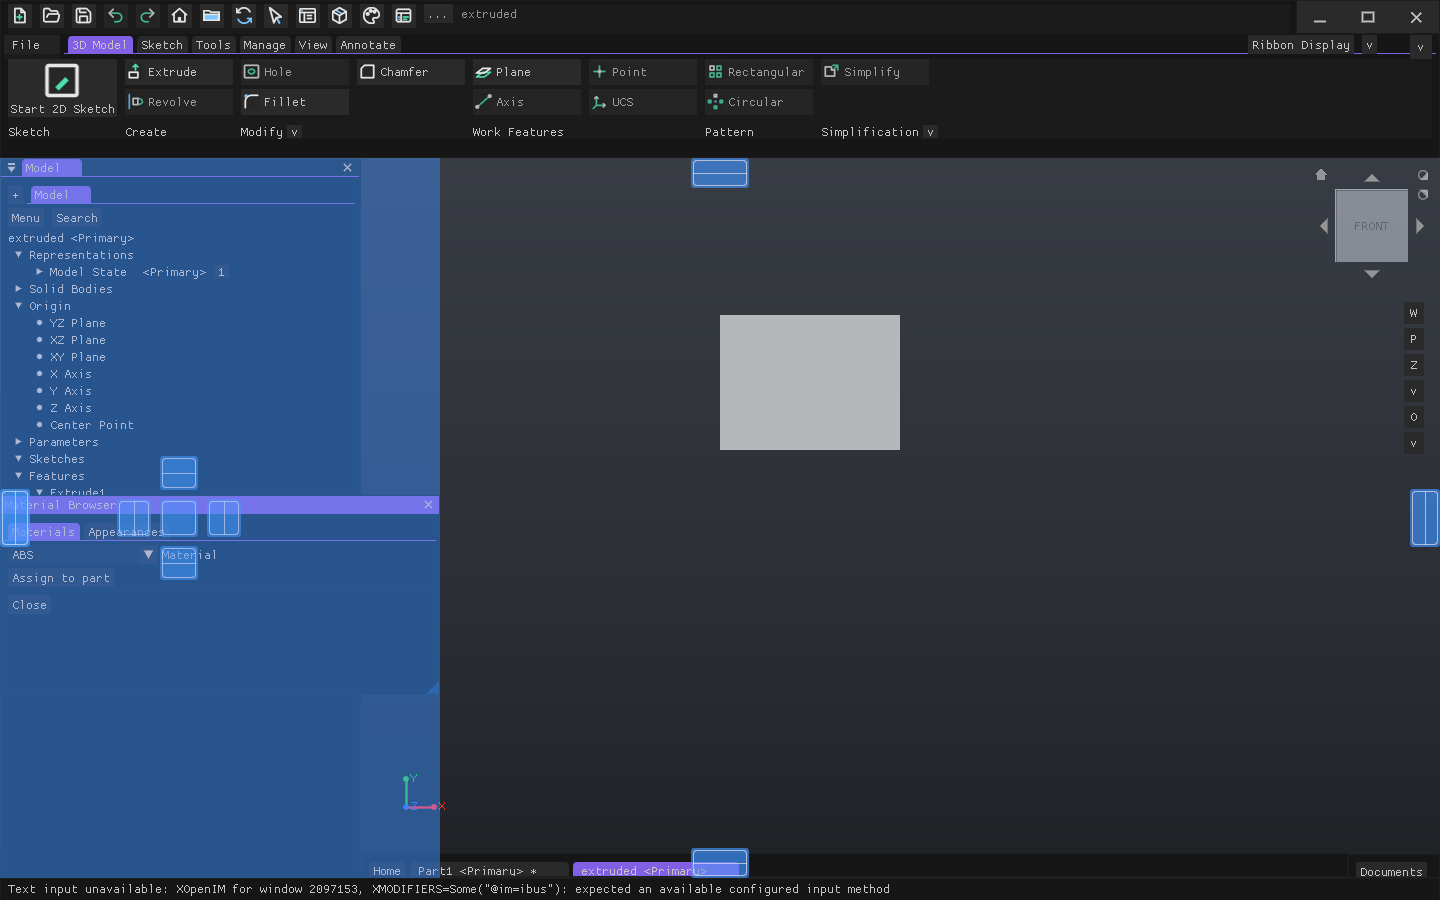 ... extruded
File 3D Model Sketch Tools Manage View Annotate Ribbon Display v v
Start 2D Sketch
Extrude
Revolve
Hole
Fillet
Chamfer
Plane
Axis
Point
UCS
Rectangular
Circular
Simplify
Sketch Create Modify v Work Features Pattern Simplification v
Model
+ Model
Menu Search
extruded <Primary>
Representations
Model State <Primary> 1
Solid Bodies
Origin
YZ Plane
XZ Plane
XY Plane
X Axis
Y Axis
Z Axis
Center Point
Parameters
Sketches
Features
Extrude1
Material Browser
Materials Appearances
ABS Material
Assign to part
Close
FRONT
W
P
Z
v
O
v
Y
Z X
Home Part1 <Primary> * extruded <Primary> Documents
Text input unavailable: XOpenIM for window 2097153, XMODIFIERS=Some("@im=ibus"): expected an available configured input method